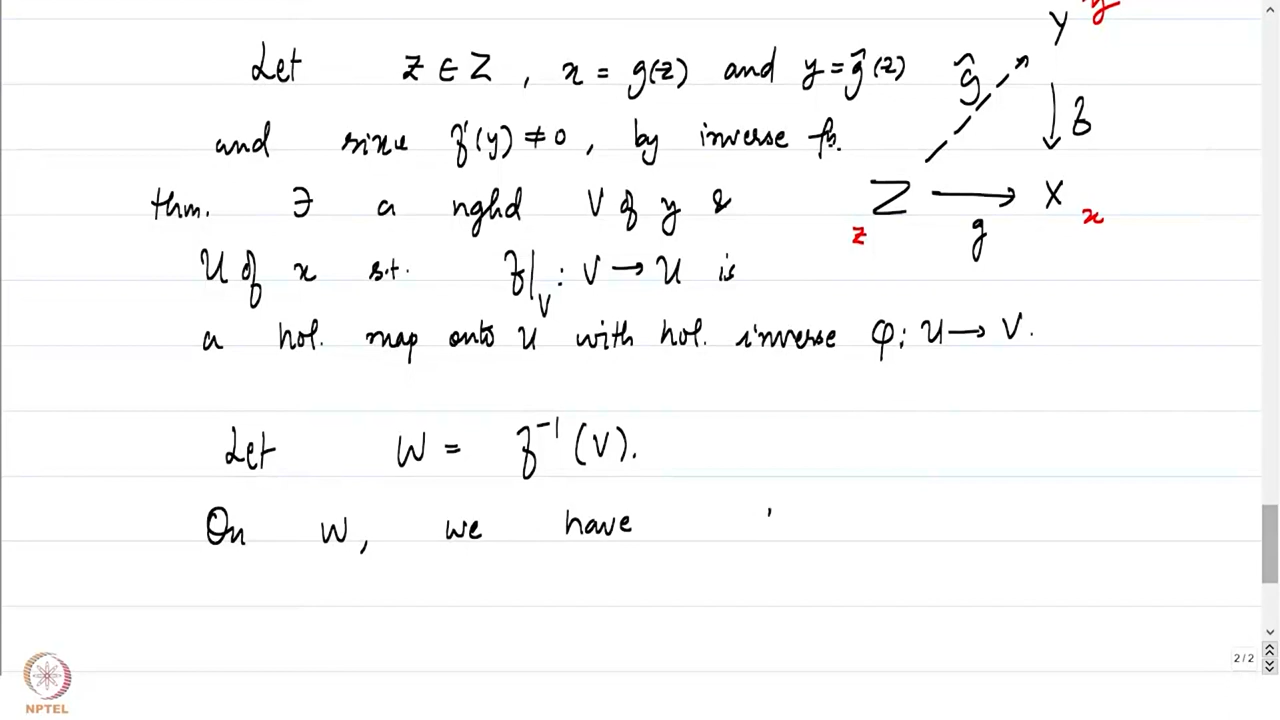 Let z ∈ Z , x = g(z) and y = ĝ(z)
and since f'(y) ≠ 0 , by inverse fn.
thm. ∃ a nghd V of y &
U of x s.t. f|_V : V → U is
a hol. map onto U with hol. inverse φ: U → V.
Let W = f⁻¹(V).
On W, we have
Y y
ĝ f
Z X
z g x
2/2
NPTEL